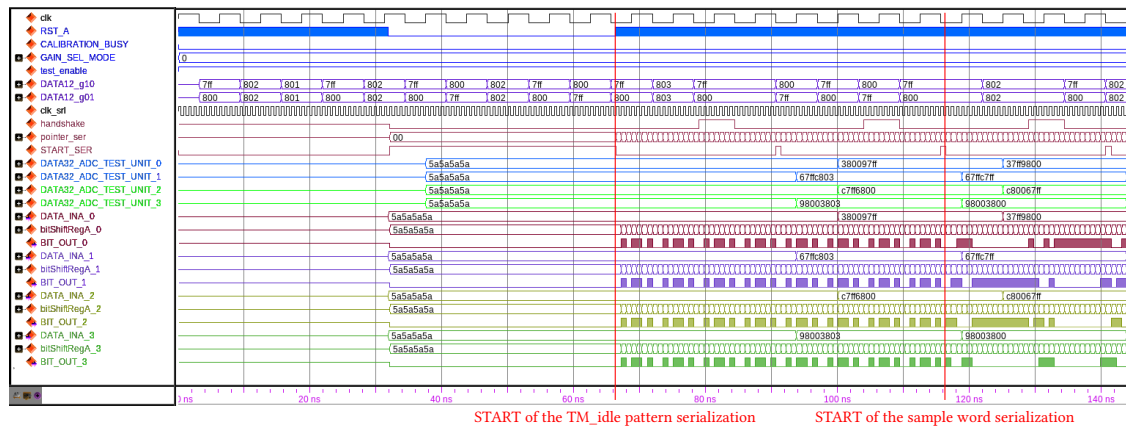 clk
RST_A
CALIBRATION_BUSY
GAIN_SEL_MODE 0
test_enable
DATA12_g10 7ff 802 801 7ff 802 7ff 800 802 7ff 800 7ff 803 7ff 800 7ff 800 7ff 802 7ff 802
DATA12_g01 800 802 801 800 802 800 7ff 802 800 7ff 800 802 800 7ff 800 7ff 800 802 800 802
clk_srl
handshake
pointer_ser 00
START_SER
DATA32_ADC_TEST_UNIT_0 5a5a5a5a 380097ff 37ff9800
DATA32_ADC_TEST_UNIT_1 5a5a5a5a 67ffc803 67ffc7ff
DATA32_ADC_TEST_UNIT_2 5a5a5a5a c7ff6800 c80067ff
DATA32_ADC_TEST_UNIT_3 5a5a5a5a 98003803 98003800
DATA_INA_0 5a5a5a5a 380097ff 37ff9800
bitShiftRegA_0 5a5a5a5a
BIT_OUT_0
DATA_INA_1 5a5a5a5a 67ffc803 67ffc7ff
bitShiftRegA_1 5a5a5a5a
BIT_OUT_1
DATA_INA_2 5a5a5a5a c7ff6800 c80067ff
bitShiftRegA_2 5a5a5a5a
BIT_OUT_2
DATA_INA_3 5a5a5a5a 98003803 98003800
bitShiftRegA_3 5a5a5a5a
BIT_OUT_3
0 ns 20 ns 40 ns 60 ns 80 ns 100 ns 120 ns 140 ns
START of the TM_idle pattern serialization START of the sample word serialization